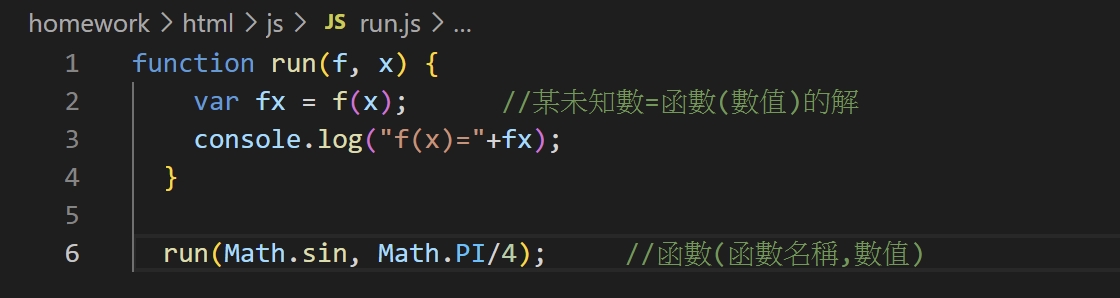 homework > html > js > JS run.js > ...
1 function run(f, x) {
2 var fx = f(x); //某未知數=函數(數值)的解
3 console.log("f(x)="+fx);
4 }
5
6 run(Math.sin, Math.PI/4); //函數(函數名稱,數值)